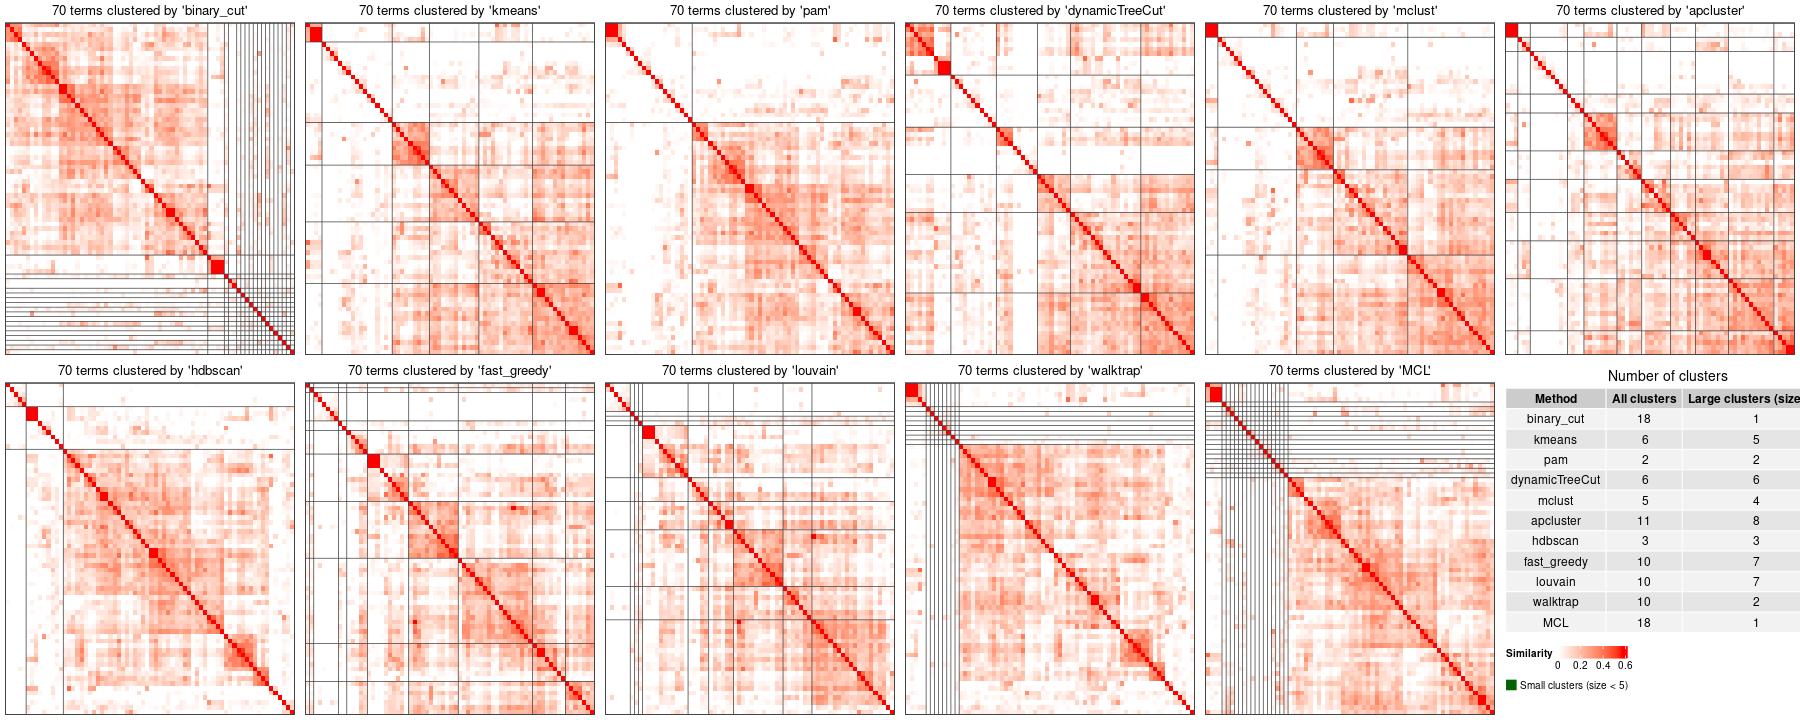 70 terms clustered by 'binary_cut'
70 terms clustered by 'kmeans'
70 terms clustered by 'pam'
70 terms clustered by 'dynamicTreeCut'
70 terms clustered by 'mclust'
70 terms clustered by 'apcluster'
70 terms clustered by 'hdbscan'
70 terms clustered by 'fast_greedy'
70 terms clustered by 'louvain'
70 terms clustered by 'walktrap'
70 terms clustered by 'MCL'
Number of clusters
Method All clusters Large clusters (size
binary_cut 18 1
kmeans 6 5
pam 2 2
dynamicTreeCut 6 6
mclust 5 4
apcluster 11 8
hdbscan 3 3
fast_greedy 10 7
louvain 10 7
walktrap 10 2
MCL 18 1
Similarity
0 0.2 0.4 0.6
Small clusters (size < 5)